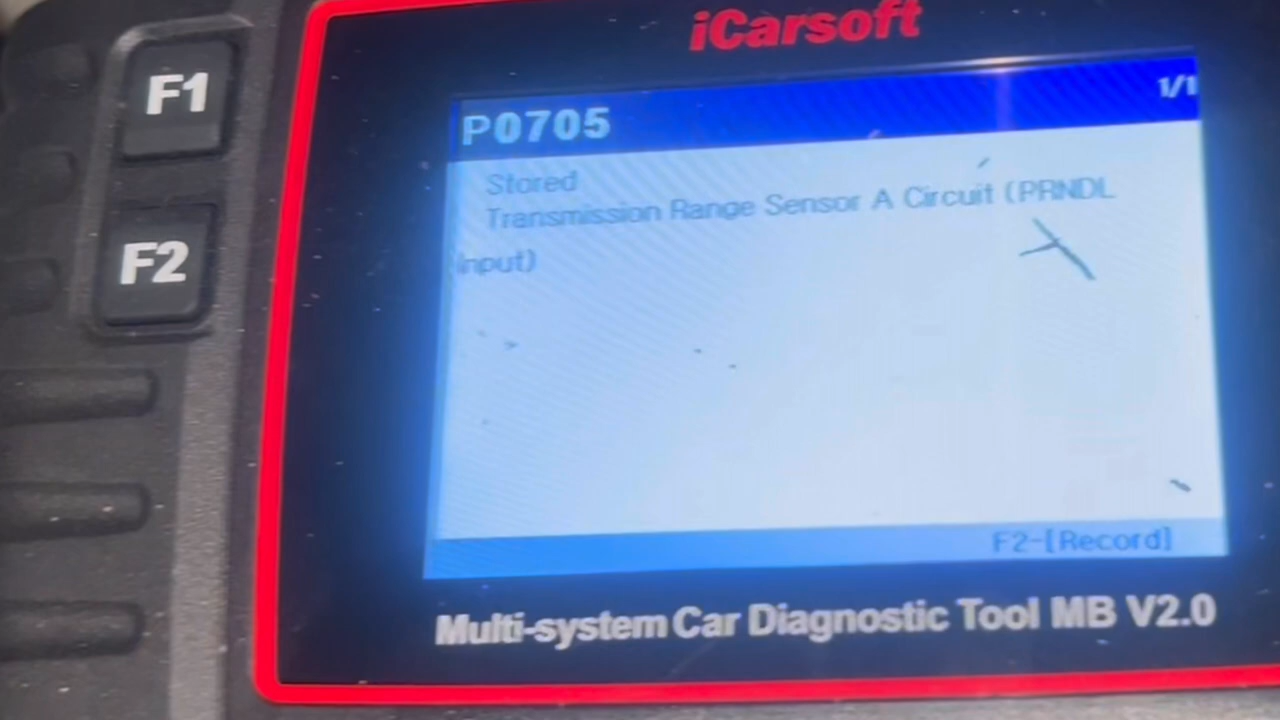 F1
F2
iCarsoft
P0705
1/1
Stored
Transmission Range Sensor A Circuit (PRNDL
Input)
F2-[Record]
Multi-system Car Diagnostic Tool MB V2.0